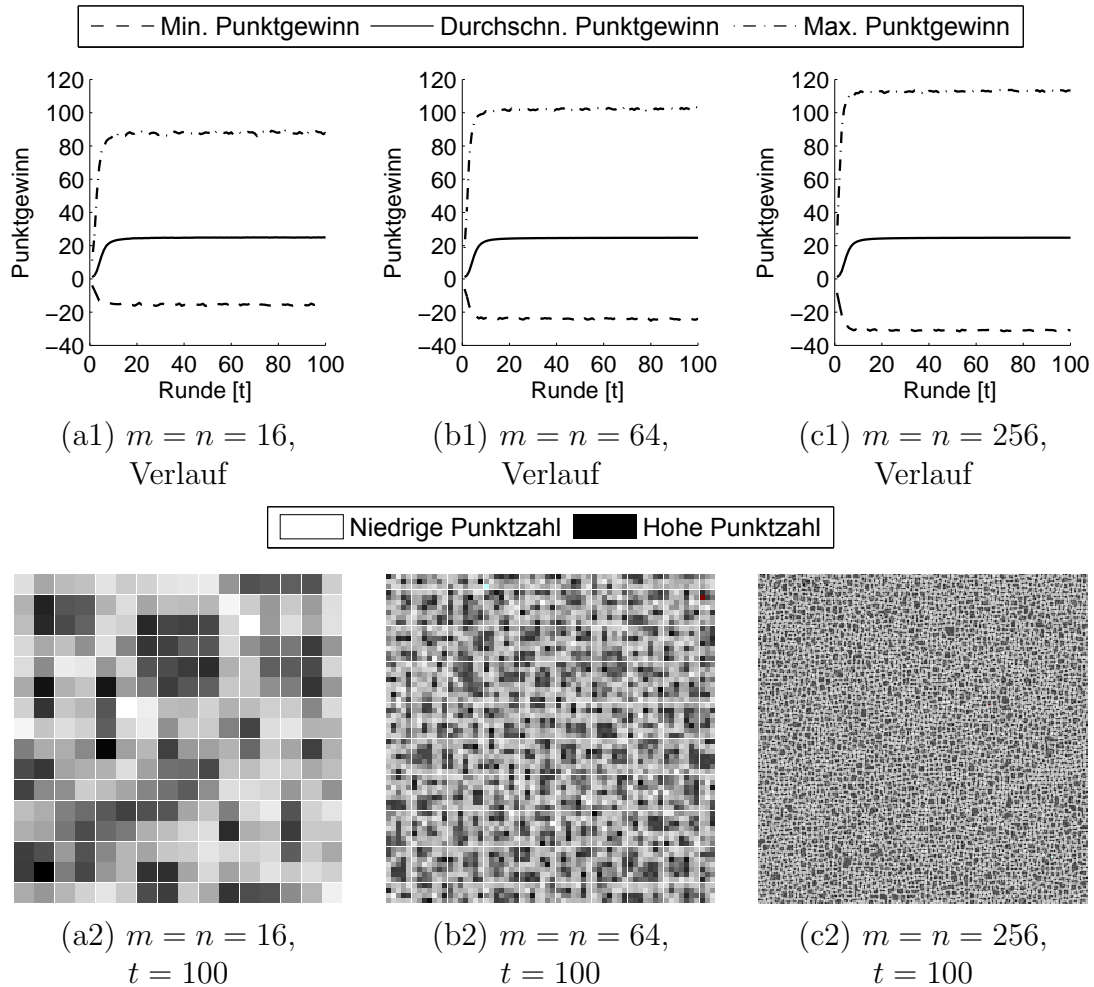 Min. Punktgewinn Durchschn. Punktgewinn Max. Punktgewinn
120
100
80
60
40
20
0
−20
−40
Punktgewinn
0 20 40 60 80 100
Runde [t]
(a1) m = n = 16,
Verlauf
120
100
80
60
40
20
0
−20
−40
Punktgewinn
0 20 40 60 80 100
Runde [t]
(b1) m = n = 64,
Verlauf
120
100
80
60
40
20
0
−20
−40
Punktgewinn
0 20 40 60 80 100
Runde [t]
(c1) m = n = 256,
Verlauf
Niedrige Punktzahl Hohe Punktzahl
(a2) m = n = 16,
t = 100
(b2) m = n = 64,
t = 100
(c2) m = n = 256,
t = 100